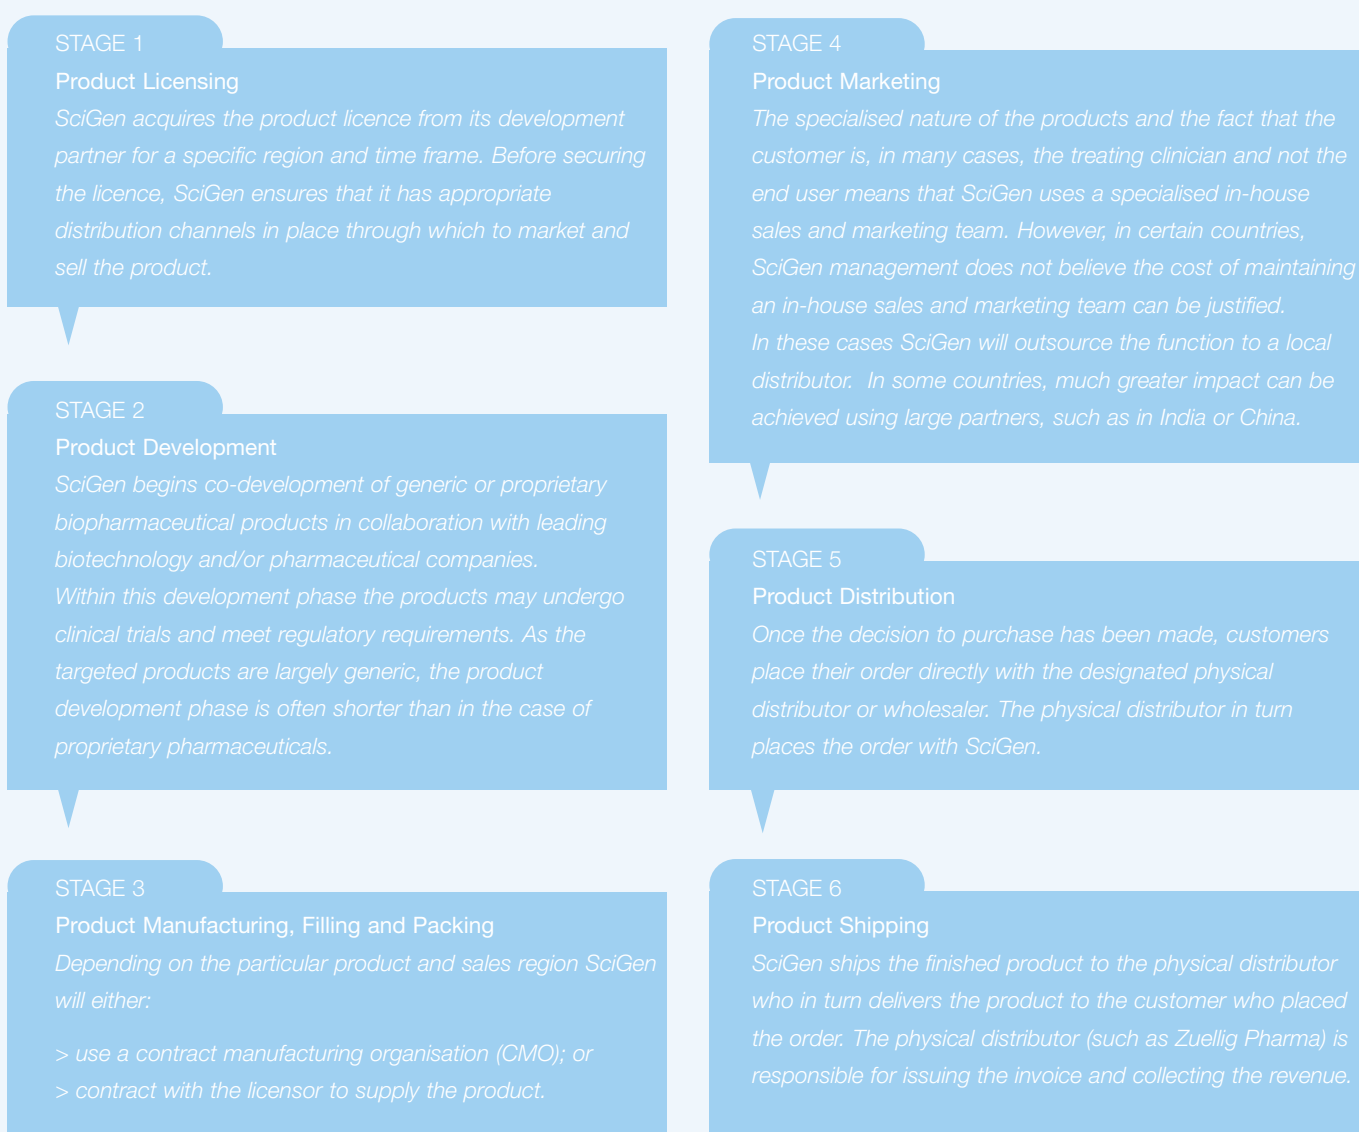 STAGE 1
Product Licensing
SciGen acquires the product licence from its development
partner for a specific region and time frame. Before securing
the licence, SciGen ensures that it has appropriate
distribution channels in place through which to market and
sell the product.
STAGE 2
Product Development
SciGen begins co-development of generic or proprietary
biopharmaceutical products in collaboration with leading
biotechnology and/or pharmaceutical companies.
Within this development phase the products may undergo
clinical trials and meet regulatory requirements. As the
targeted products are largely generic, the product
development phase is often shorter than in the case of
proprietary pharmaceuticals.
STAGE 3
Product Manufacturing, Filling and Packing
Depending on the particular product and sales region SciGen
will either:
> use a contract manufacturing organisation (CMO); or
> contract with the licensor to supply the product.
STAGE 4
Product Marketing
The specialised nature of the products and the fact that the
customer is, in many cases, the treating clinician and not the
end user means that SciGen uses a specialised in-house
sales and marketing team. However, in certain countries,
SciGen management does not believe the cost of maintaining
an in-house sales and marketing team can be justified.
In these cases SciGen will outsource the function to a local
distributor.  In some countries, much greater impact can be
achieved using large partners, such as in India or China.
STAGE 5
Product Distribution
Once the decision to purchase has been made, customers
place their order directly with the designated physical
distributor or wholesaler. The physical distributor in turn
places the order with SciGen.
STAGE 6
Product Shipping
SciGen ships the finished product to the physical distributor
who in turn delivers the product to the customer who placed
the order. The physical distributor (such as Zuellig Pharma) is
responsible for issuing the invoice and collecting the revenue.